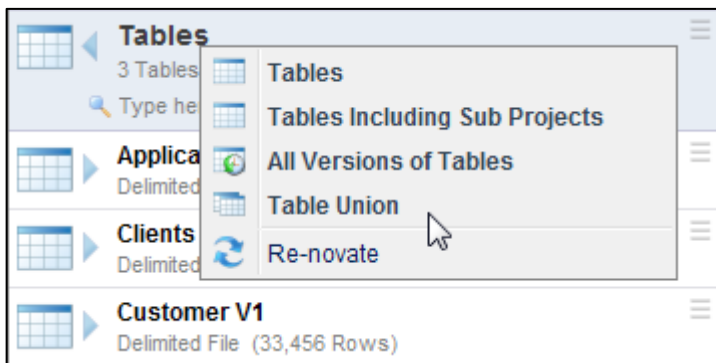 Tables
3 Tables
Type he
Tables
Tables Including Sub Projects
All Versions of Tables
Table Union
Re-novate
Applica
Delimited
Clients
Delimited
Customer V1
Delimited File (33,456 Rows)